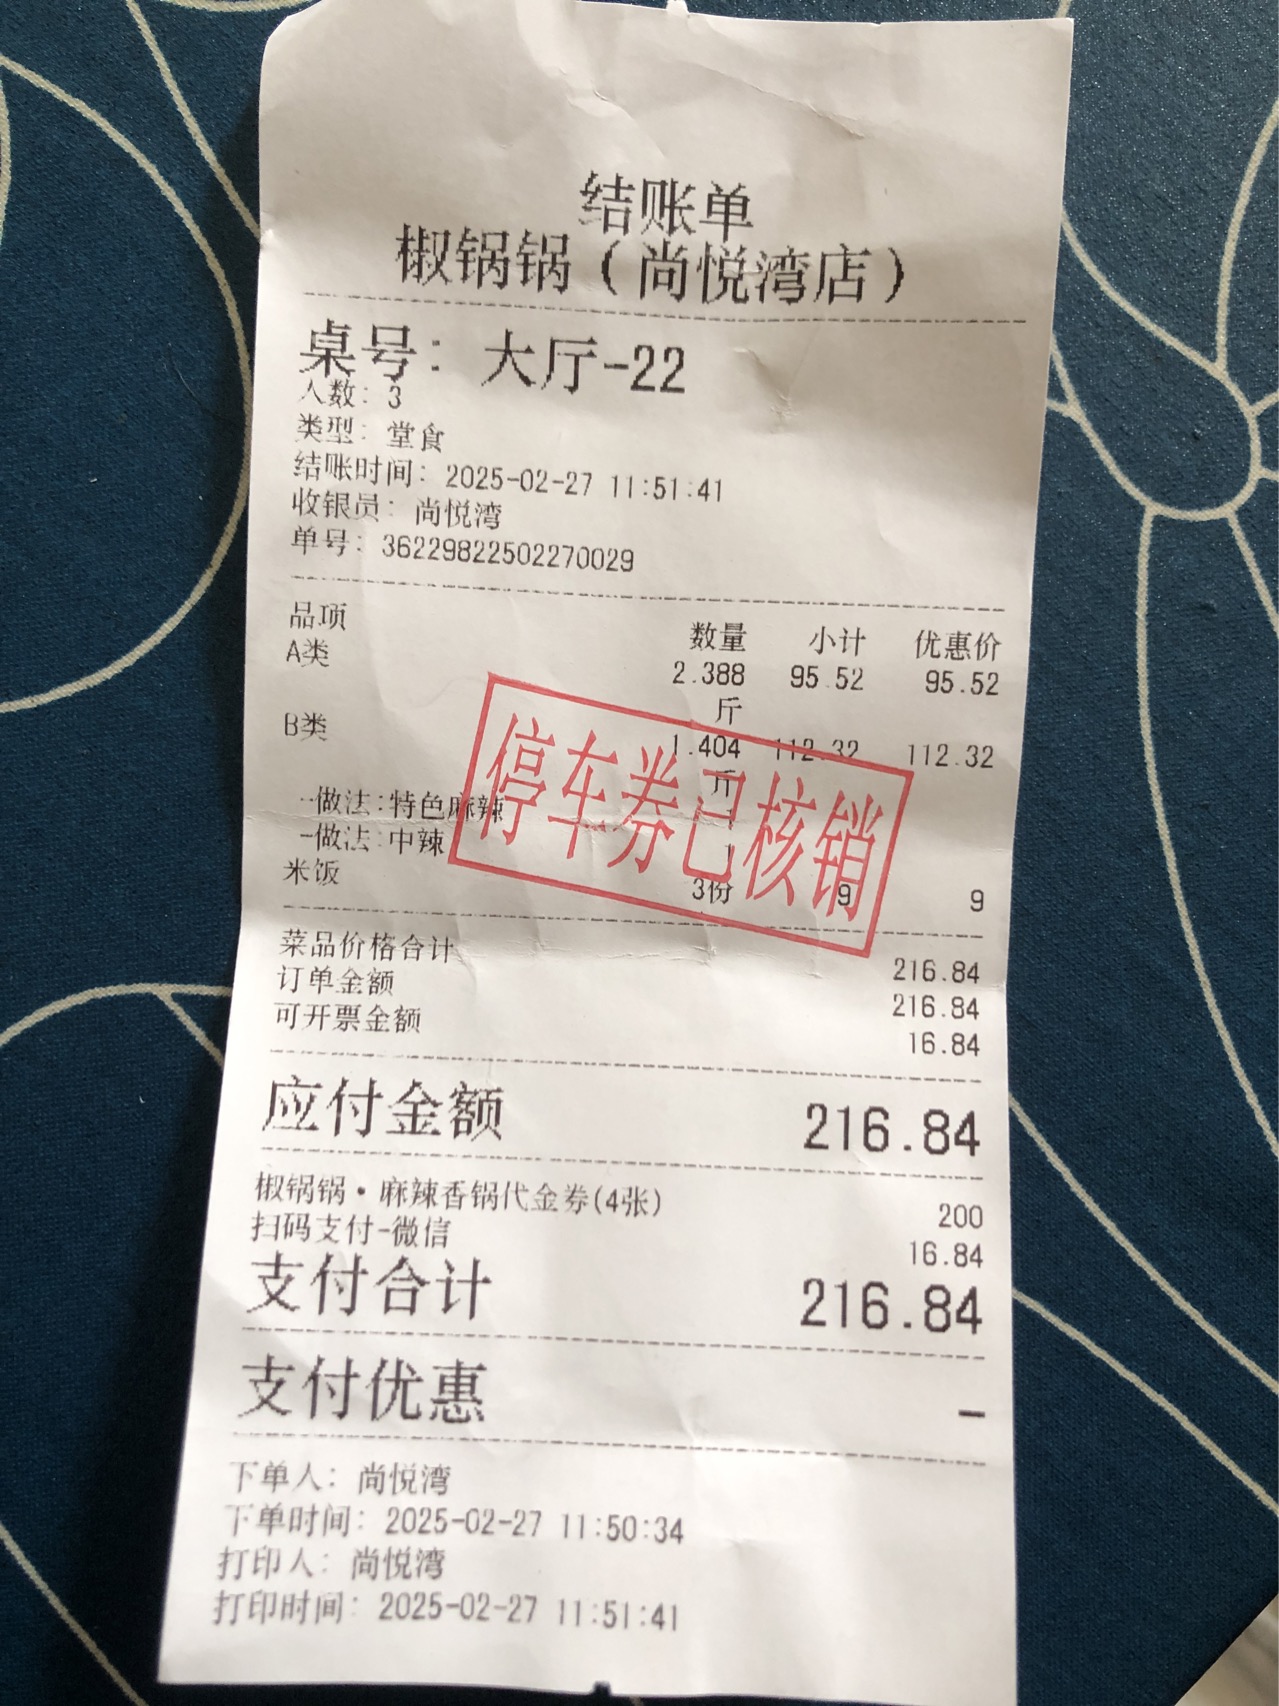 结账单
椒锅锅（尚悦湾店）
桌号：大厅-22
人数：3
类型：堂食
结账时间：2025-02-27 11:51:41
收银员：尚悦湾
单号：36229822502270029
品项 数量 小计 优惠价
A类 2.388 95.52 95.52
斤
B类 1.404 112.32 112.32
斤
-做法:特色麻辣 1
-做法:中辣 1
米饭 3份 9 9
停车券已核销
菜品价格合计 216.84
订单金额 216.84
可开票金额 16.84
应付金额 216.84
椒锅锅·麻辣香锅代金券(4张) 200
扫码支付-微信 16.84
支付合计 216.84
支付优惠 -
下单人：尚悦湾
下单时间：2025-02-27 11:50:34
打印人：尚悦湾
打印时间：2025-02-27 11:51:41